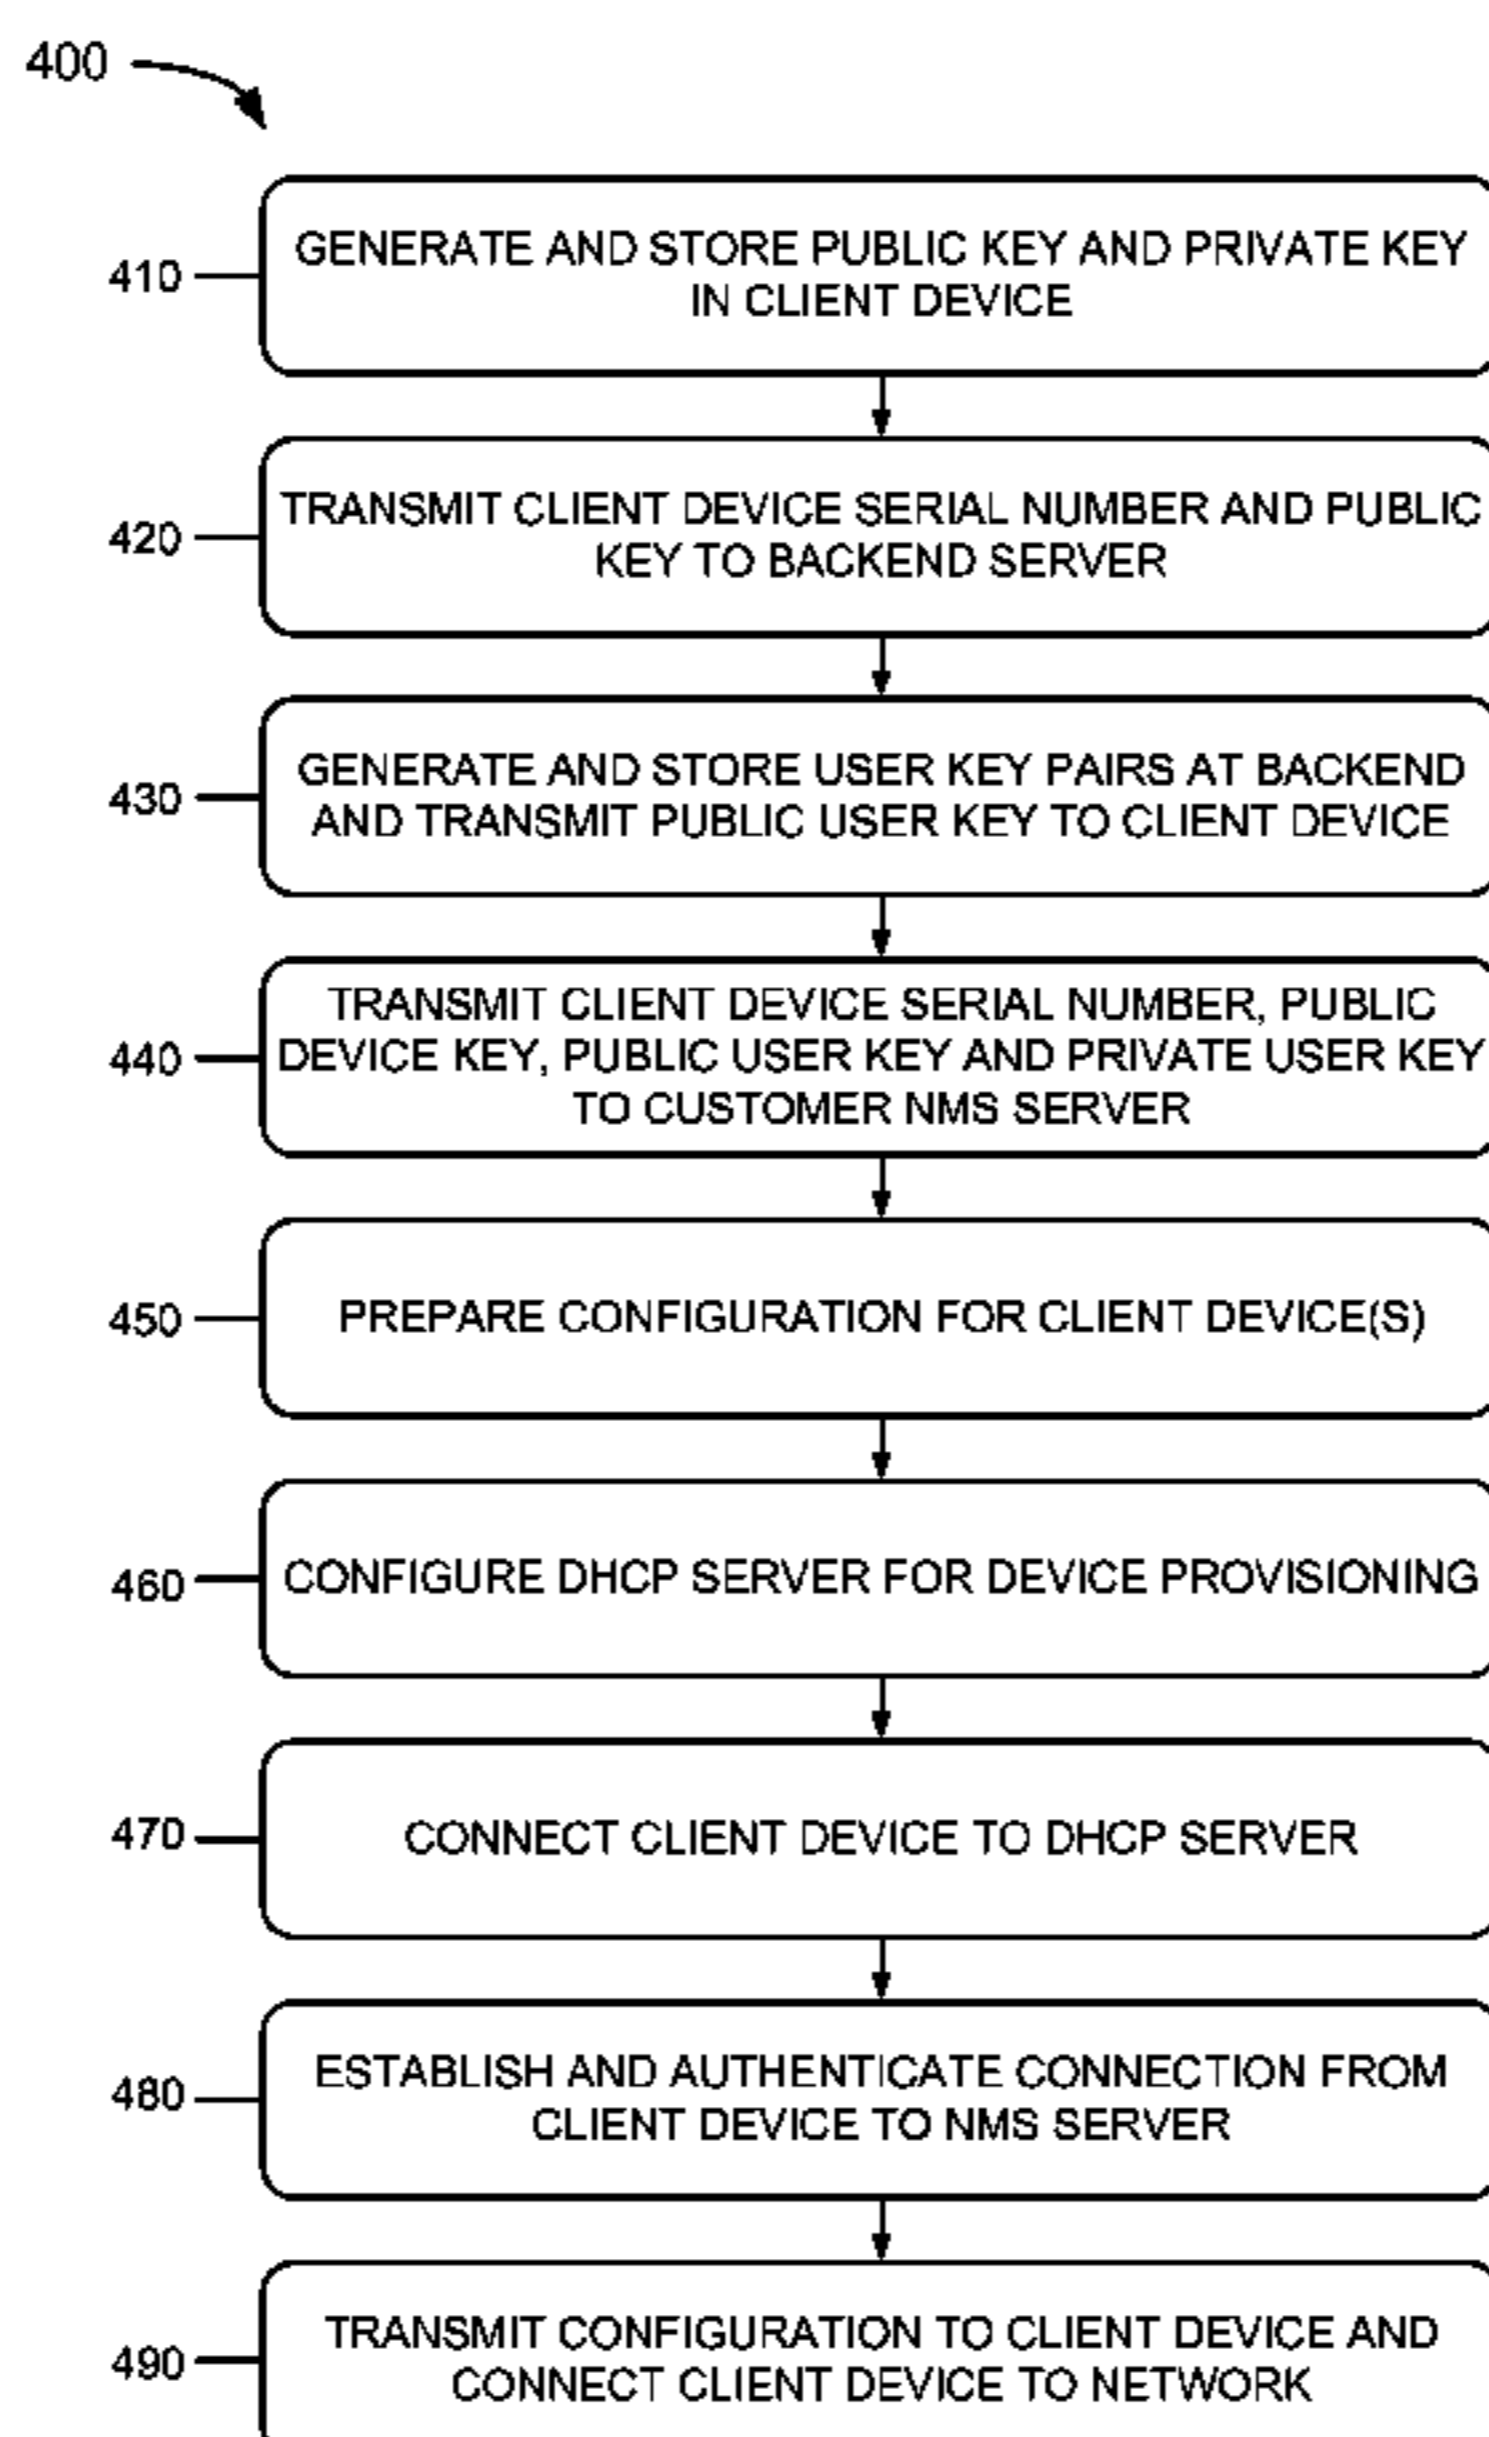 400
410
GENERATE AND STORE PUBLIC KEY AND PRIVATE KEY
IN CLIENT DEVICE
420
TRANSMIT CLIENT DEVICE SERIAL NUMBER AND PUBLIC
KEY TO BACKEND SERVER
430
GENERATE AND STORE USER KEY PAIRS AT BACKEND
AND TRANSMIT PUBLIC USER KEY TO CLIENT DEVICE
440
TRANSMIT CLIENT DEVICE SERIAL NUMBER, PUBLIC
DEVICE KEY, PUBLIC USER KEY AND PRIVATE USER KEY
TO CUSTOMER NMS SERVER
450
PREPARE CONFIGURATION FOR CLIENT DEVICE(S)
460
CONFIGURE DHCP SERVER FOR DEVICE PROVISIONING
470
CONNECT CLIENT DEVICE TO DHCP SERVER
480
ESTABLISH AND AUTHENTICATE CONNECTION FROM
CLIENT DEVICE TO NMS SERVER
490
TRANSMIT CONFIGURATION TO CLIENT DEVICE AND
CONNECT CLIENT DEVICE TO NETWORK